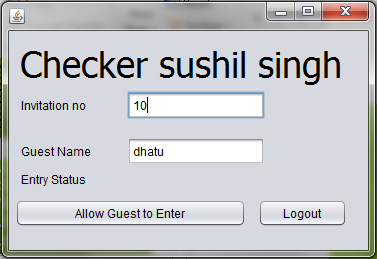 Checker sushil singh
Invitation no 10
Guest Name dhatu
Entry Status
Allow Guest to Enter Logout